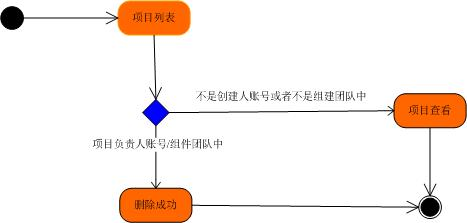 项目列表
不是创建人账号或者不是组建团队中
项目查看
项目负责人账号/组件团队中
删除成功